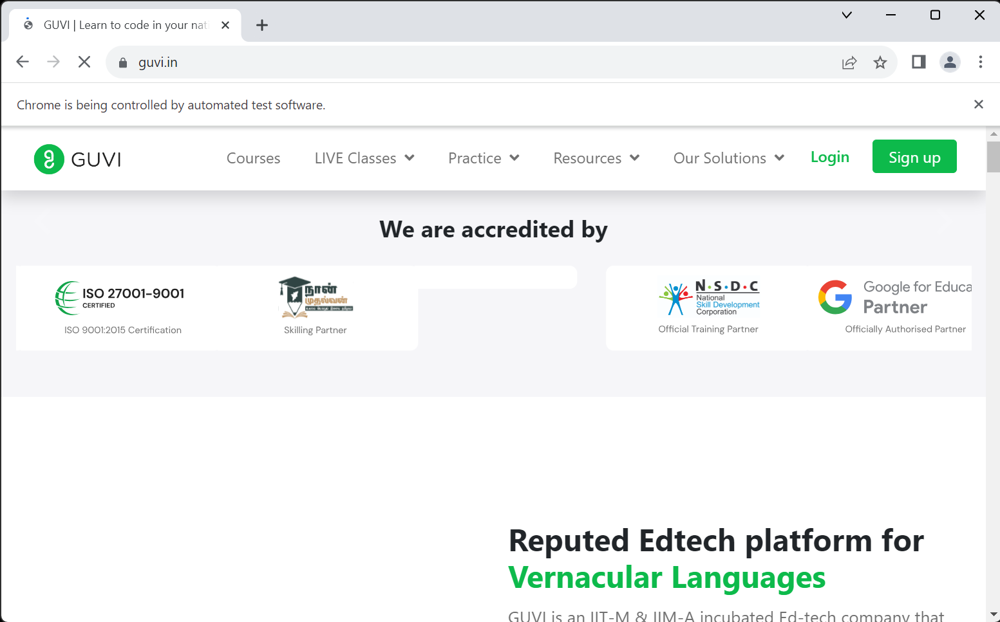 GUVI | Learn to code in your nati
guvi.in
Chrome is being controlled by automated test software.
GUVI Courses LIVE Classes Practice Resources Our Solutions Login Sign up
We are accredited by
ISO 27001-9001
CERTIFIED
ISO 9001:2015 Certification
நான்
முதல்வன்
Skilling Partner
N·S·D·C
National
Skill Development
Corporation
Official Training Partner
Google for Educa
Partner
Officially Authorised Partner
Reputed Edtech platform for
Vernacular Languages
GUVI is an IIT-M & IIM-A incubated Ed-tech company that